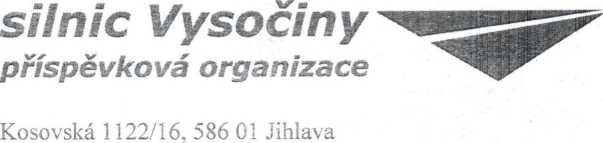 silnic Vysočiny
příspěvková organizace
Kosovská 1122/16, 586 01 Jihlava